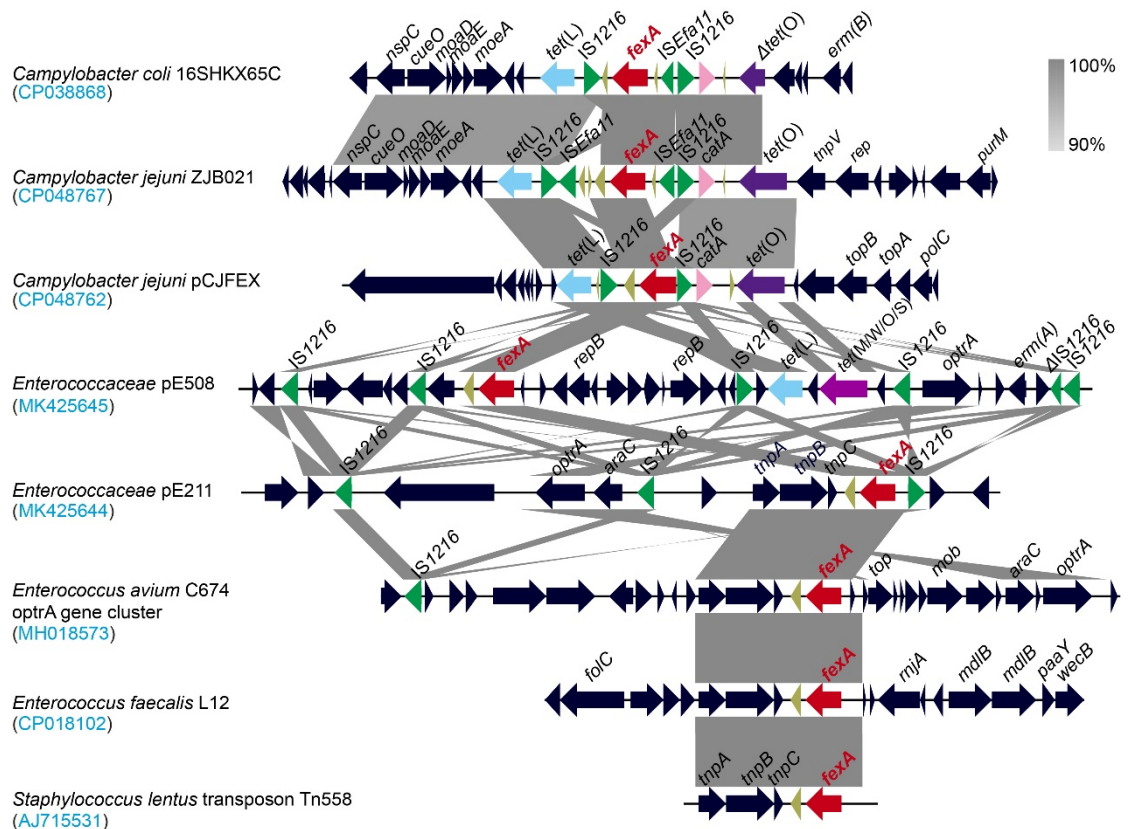 nspC cueO moaD moaE moeA tet(L) IS1216 fexA ISEfa11 IS1216 Δtet(O) erm(B)
Campylobacter coli 16SHKX65C
(CP038868)
100%
90%
nspC cueO moaD moaE moeA tet(L) IS1216 ISEfa11 fexA ISEfa11 IS1216 catA tet(O) tnpV rep purM
Campylobacter jejuni ZJB021
(CP048767)
tet(L) IS1216 fexA IS1216 catA tet(O) topB topA polC
Campylobacter jejuni pCJFEX
(CP048762)
IS1216 IS1216 fexA repB repB IS1216 tet(L) tet(M/W/O/S) IS1216 optrA erm(A) ΔIS1216 IS1216
Enterococcaceae pE508
(MK425645)
IS1216 optrA araC IS1216 tnpA tnpB tnpC fexA IS1216
Enterococcaceae pE211
(MK425644)
IS1216 fexA top mob araC optrA
Enterococcus avium C674
optrA gene cluster
(MH018573)
folC fexA rnjA mdlB mdlB paaY wecB
Enterococcus faecalis L12
(CP018102)
tnpA tnpB tnpC fexA
Staphylococcus lentus transposon Tn558
(AJ715531)